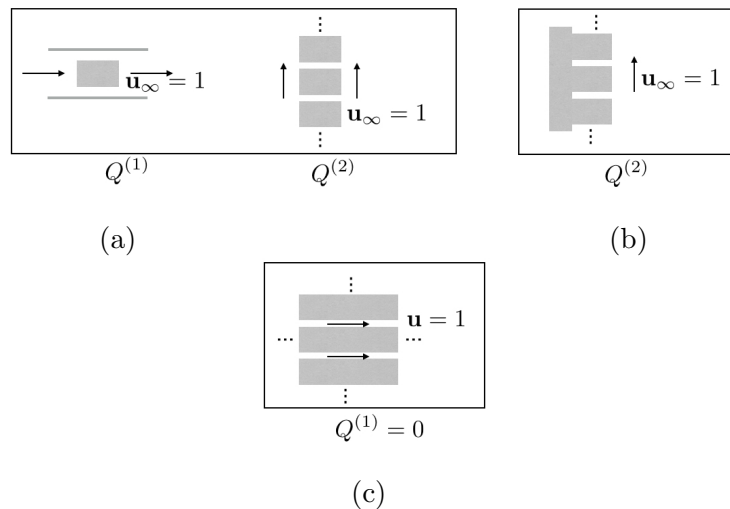 𝐮∞ = 1
𝐮∞ = 1
Q(1)
Q(2)
(a)
𝐮∞ = 1
Q(2)
(b)
𝐮 = 1
Q(1) = 0
(c)